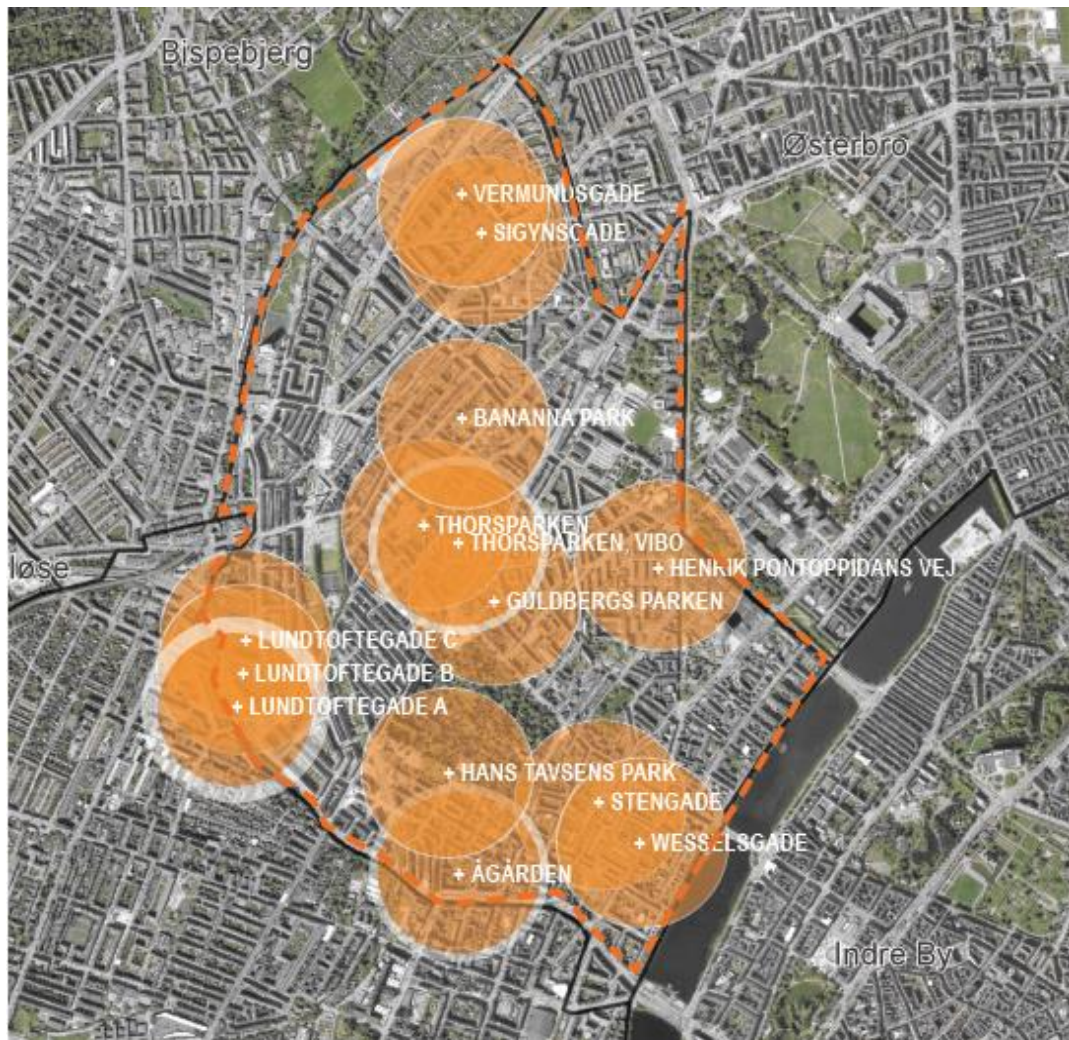 Bispebjerg
Østerbro
+ VERMUNDSGADE
+ SIGYNSGADE
+ BANANNA PARK
+ THORSPARKEN
+ THORSPARKEN, VIBO
+ HENRIK PONTOPPIDANS VEJ
løse
+ GULDBERGS PARKEN
+ LUNDTOFTEGADE C
+ LUNDTOFTEGADE B
+ LUNDTOFTEGADE A
+ HANS TAVSENS PARK
+ STENGADE
+ WESSELSGADE
+ ÅGÅRDEN
Indre By